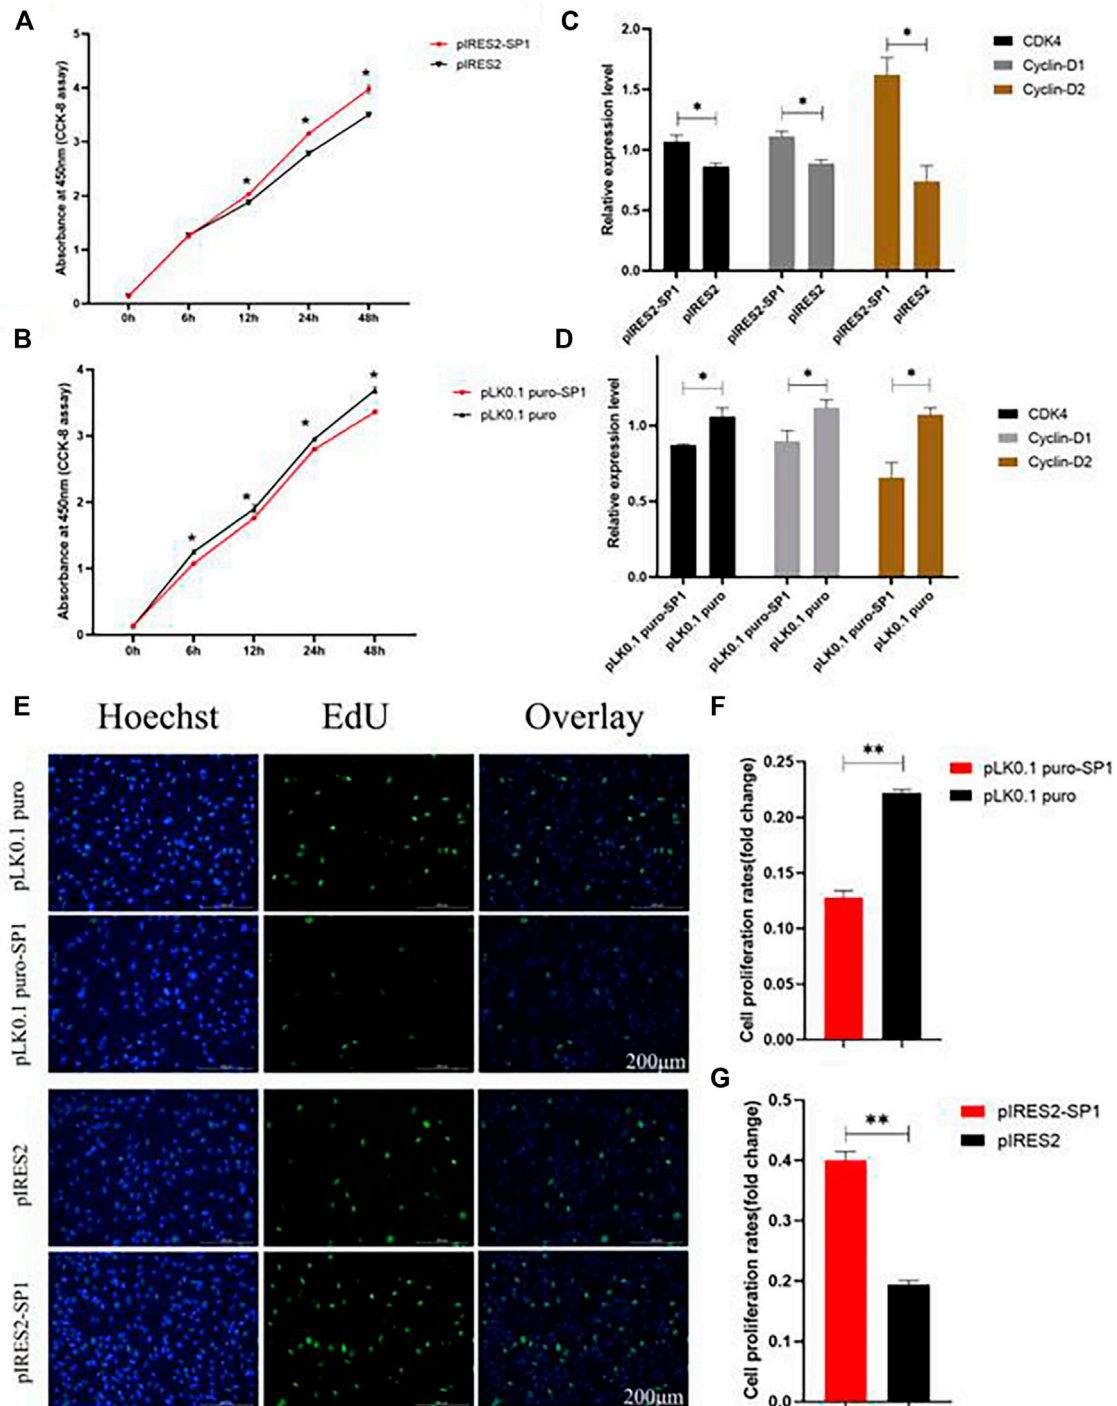 A
Absorbance at 450nm (CCK-8 assay)
5
4
3
2
1
0
0h 6h 12h 24h 48h
pIRES2-SP1
pIRES2
C
Relative expression level
2.0
1.5
1.0
0.5
0.0
pIRES2-SP1 pIRES2 pIRES2-SP1 pIRES2 pIRES2-SP1 pIRES2
CDK4
Cyclin-D1
Cyclin-D2
B
Absorbance at 450nm (CCK-8 assay)
4
3
2
1
0
0h 6h 12h 24h 48h
pLK0.1 puro-SP1
pLK0.1 puro
D
Relative expression level
1.0
0.5
0.0
pLK0.1 puro-SP1 pLK0.1 puro pLK0.1 puro-SP1 pLK0.1 puro pLK0.1 puro-SP1 pLK0.1 puro
CDK4
Cyclin-D1
Cyclin-D2
E
Hoechst EdU Overlay
pLK0.1 puro
pLK0.1 puro-SP1
200μm
pIRES2
pIRES2-SP1
200μm
F
Cell proliferation rates(fold change)
0.25
0.20
0.15
0.10
0.05
0.00
**
pLK0.1 puro-SP1
pLK0.1 puro
G
Cell proliferation rates(fold change)
0.5
0.4
0.3
0.2
0.1
0.0
**
pIRES2-SP1
pIRES2